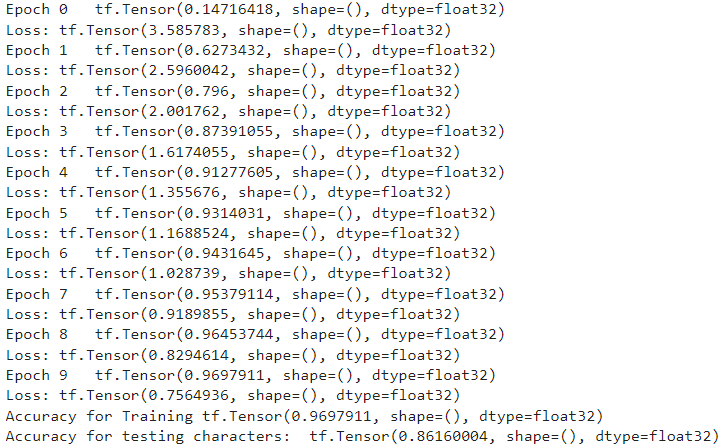 Epoch 0   tf.Tensor(0.14716418, shape=(), dtype=float32)
Loss: tf.Tensor(3.585783, shape=(), dtype=float32)
Epoch 1   tf.Tensor(0.6273432, shape=(), dtype=float32)
Loss: tf.Tensor(2.5960042, shape=(), dtype=float32)
Epoch 2   tf.Tensor(0.796, shape=(), dtype=float32)
Loss: tf.Tensor(2.001762, shape=(), dtype=float32)
Epoch 3   tf.Tensor(0.87391055, shape=(), dtype=float32)
Loss: tf.Tensor(1.6174055, shape=(), dtype=float32)
Epoch 4   tf.Tensor(0.91277605, shape=(), dtype=float32)
Loss: tf.Tensor(1.355676, shape=(), dtype=float32)
Epoch 5   tf.Tensor(0.9314031, shape=(), dtype=float32)
Loss: tf.Tensor(1.1688524, shape=(), dtype=float32)
Epoch 6   tf.Tensor(0.9431645, shape=(), dtype=float32)
Loss: tf.Tensor(1.028739, shape=(), dtype=float32)
Epoch 7   tf.Tensor(0.95379114, shape=(), dtype=float32)
Loss: tf.Tensor(0.9189855, shape=(), dtype=float32)
Epoch 8   tf.Tensor(0.96453744, shape=(), dtype=float32)
Loss: tf.Tensor(0.8294614, shape=(), dtype=float32)
Epoch 9   tf.Tensor(0.9697911, shape=(), dtype=float32)
Loss: tf.Tensor(0.7564936, shape=(), dtype=float32)
Accuracy for Training tf.Tensor(0.9697911, shape=(), dtype=float32)
Accuracy for testing characters:  tf.Tensor(0.86160004, shape=(), dtype=float32)